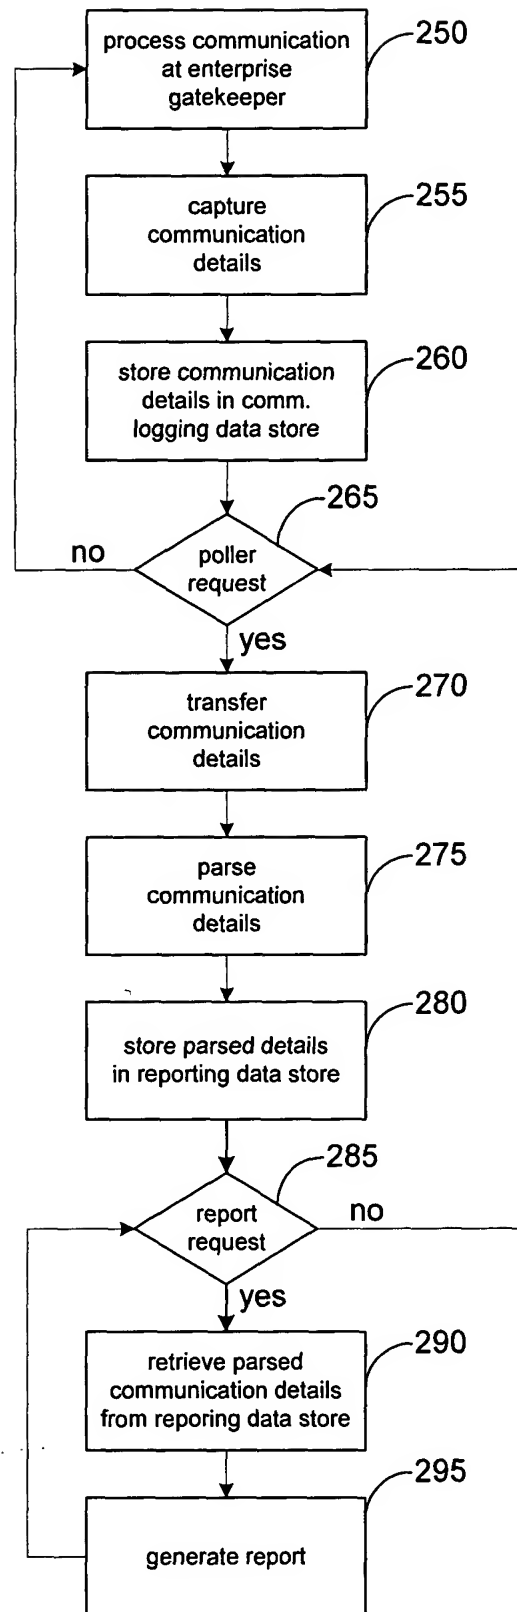 process communication
at enterprise
gatekeeper
250
capture
communication
details
255
store communication
details in comm.
logging data store
260
265
no
poller
request
yes
transfer
communication
details
270
parse
communication
details
275
store parsed details
in reporting data store
280
285
report
request
no
yes
retrieve parsed
communication details
from reporing data store
290
generate report
295